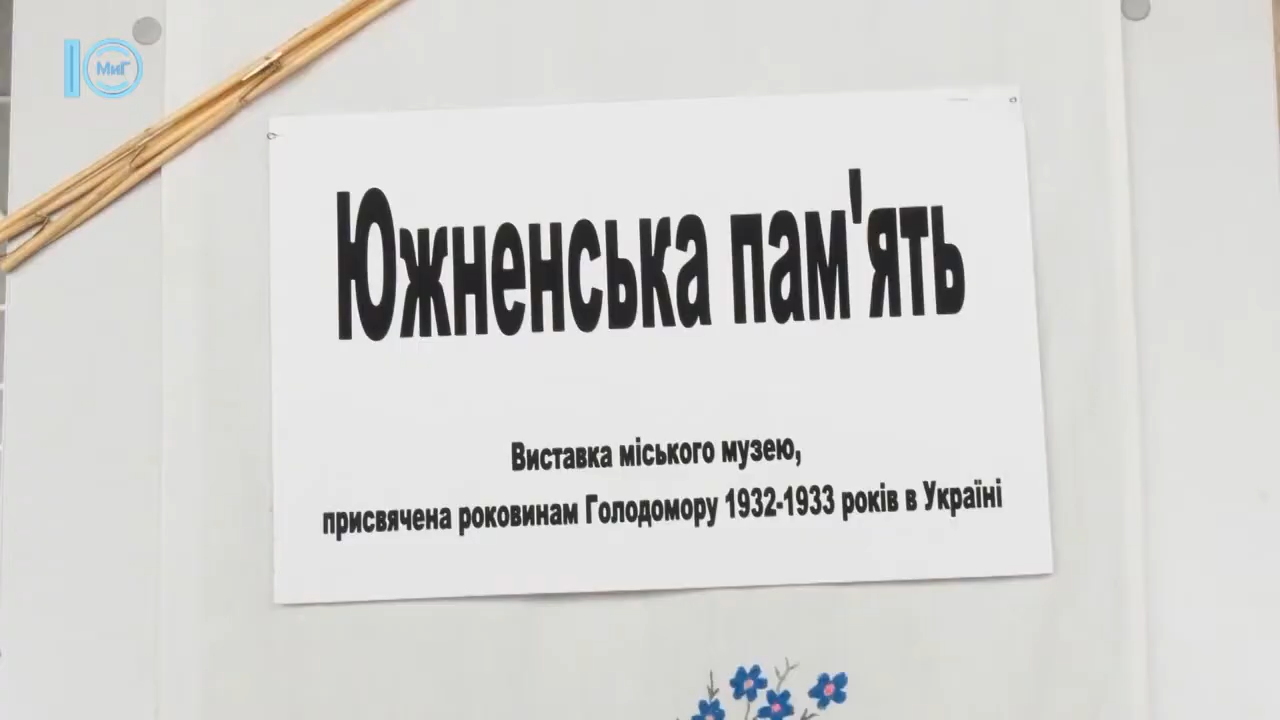 Ю МиГ
Южненська пам'ять
Виставка міського музею,
присвячена роковинам Голодомору 1932-1933 років в Україні